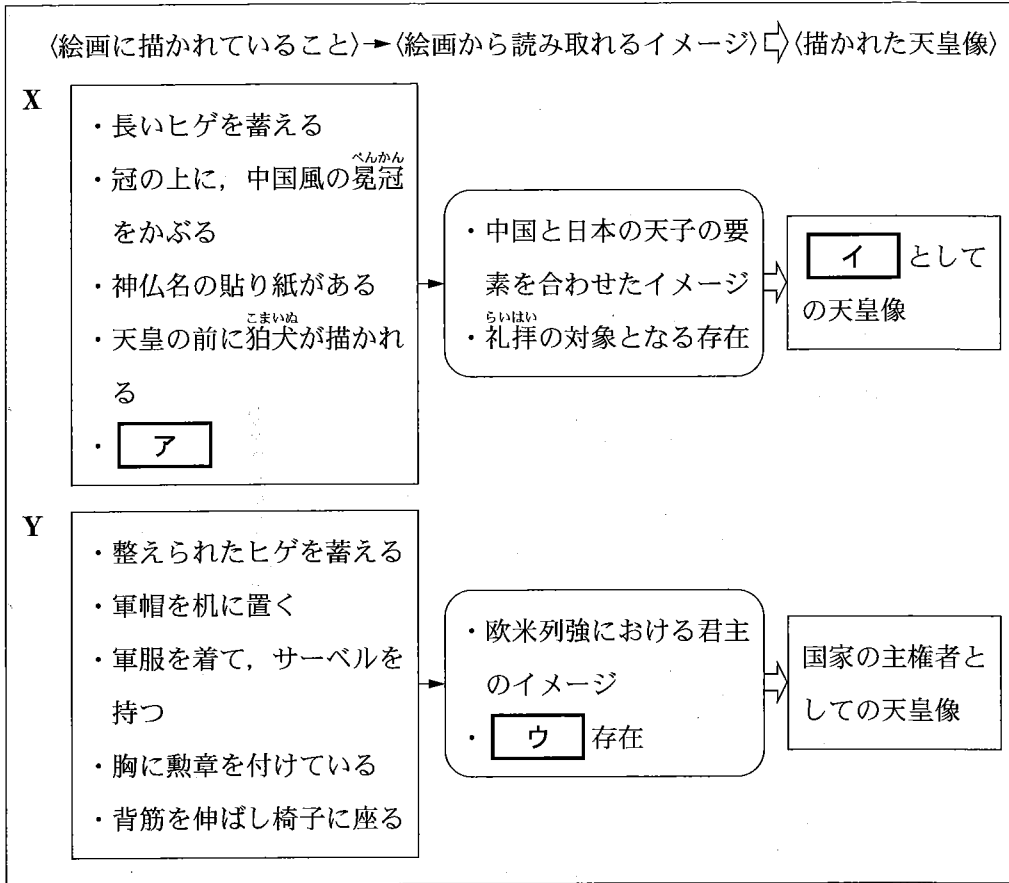 〈絵画に描かれていること〉→〈絵画から読み取れるイメージ〉⇨〈描かれた天皇像〉
X
・長いヒゲを蓄える
・冠の上に,中国風の冕冠
べんかん
をかぶる
・神仏名の貼り紙がある
・天皇の前に狛犬が描かれ
こまいぬ
る
・ ア
・中国と日本の天子の要
素を合わせたイメージ
・礼拝の対象となる存在
らいはい
イ として
の天皇像
Y
・整えられたヒゲを蓄える
・軍帽を机に置く
・軍服を着て,サーベルを
持つ
・胸に勲章を付けている
・背筋を伸ばし椅子に座る
・欧米列強における君主
のイメージ
・ ウ 存在
国家の主権者と
しての天皇像